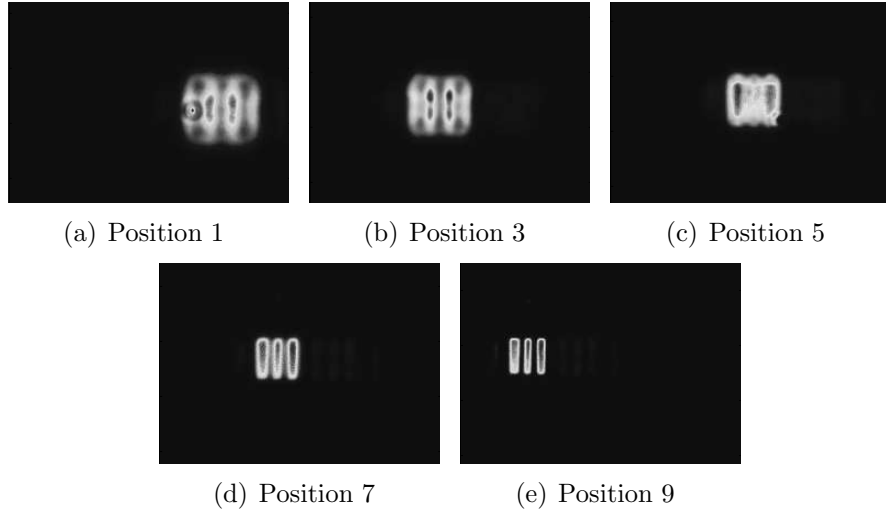 (a) Position 1
(b) Position 3
(c) Position 5
(d) Position 7
(e) Position 9